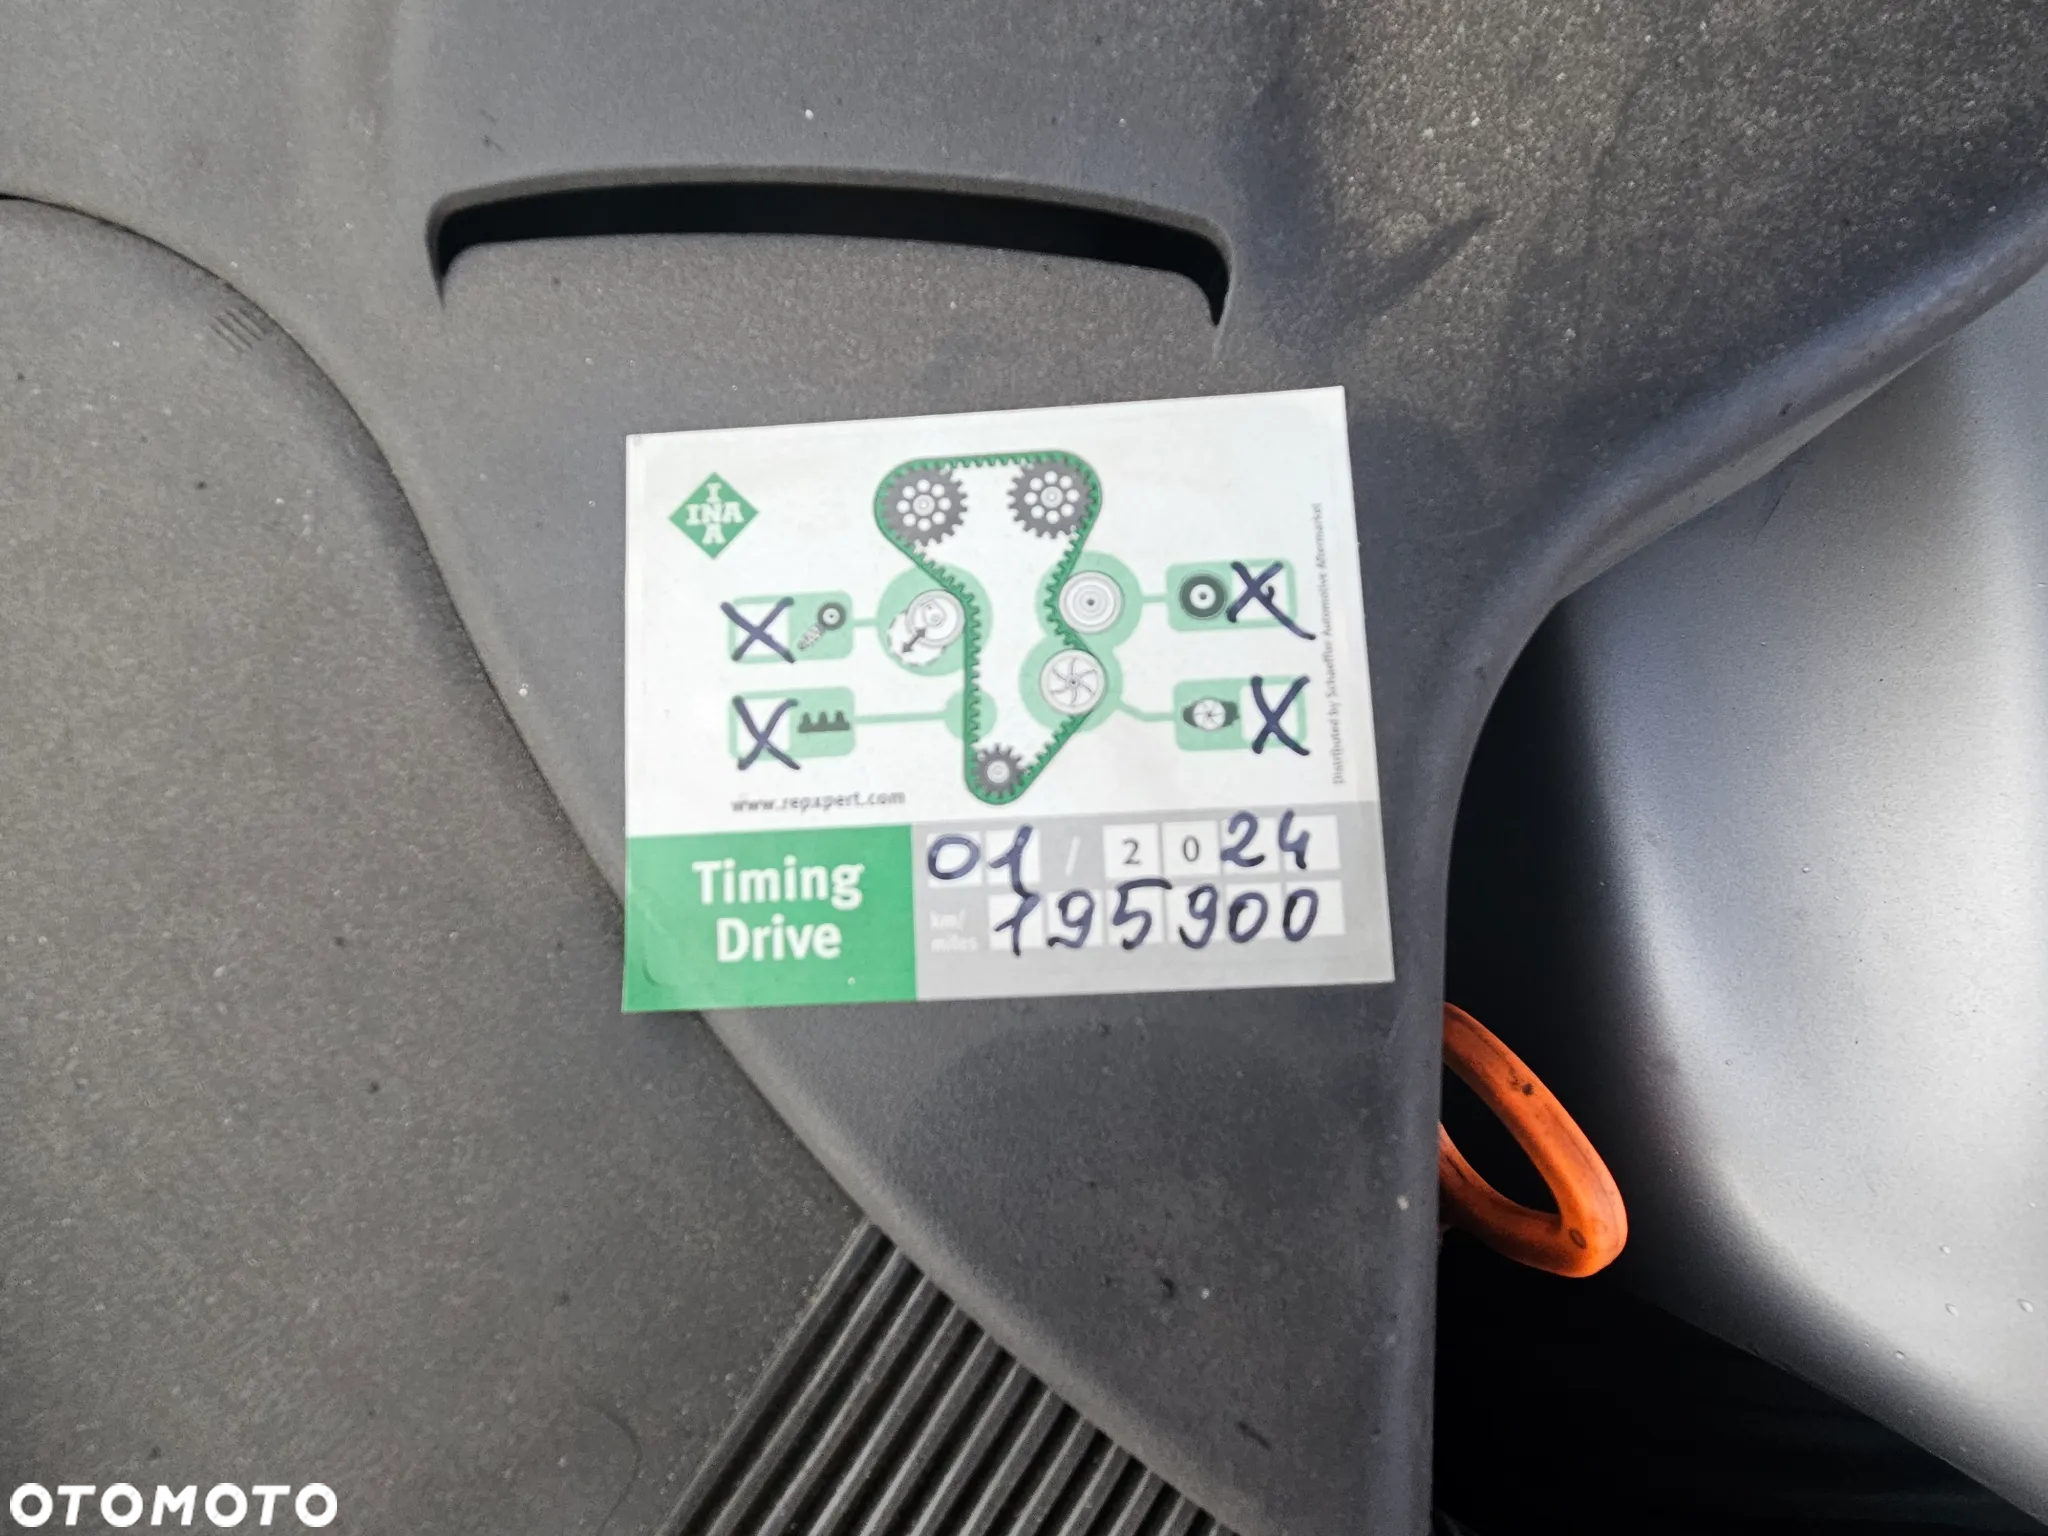 I
INA
A
Distributed by Schaeffler Automotive Aftermarket
www.repxpert.com
Timing
Drive
01 / 2024
km/
miles
195900
OTOMOTO